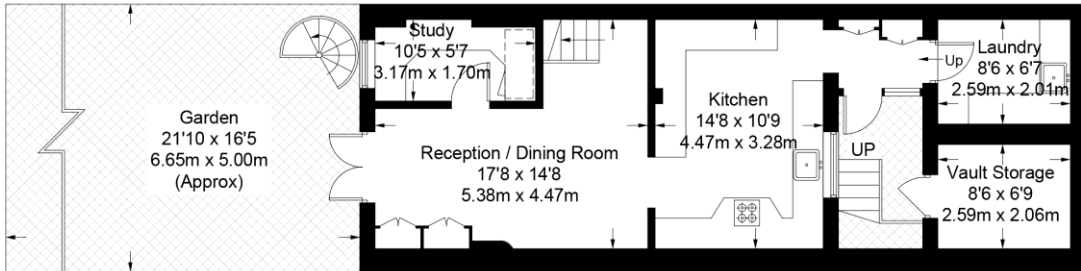 Garden
21'10 x 16'5
6.65m x 5.00m
(Approx)
Study
10'5 x 5'7
3.17m x 1.70m
Reception / Dining Room
17'8 x 14'8
5.38m x 4.47m
Kitchen
14'8 x 10'9
4.47m x 3.28m
UP
Up
Laundry
8'6 x 6'7
2.59m x 2.01m
Vault Storage
8'6 x 6'9
2.59m x 2.06m